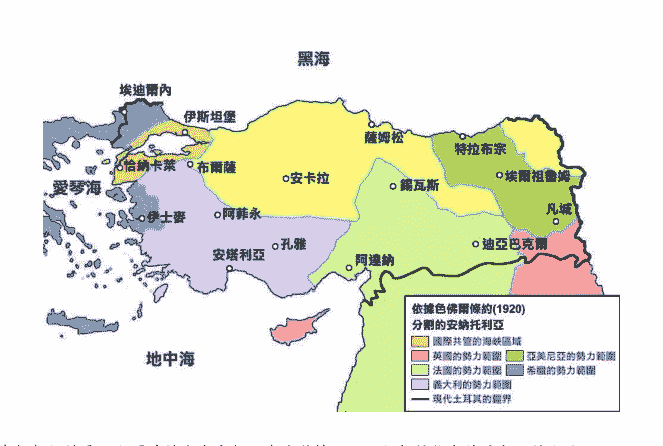 黑海
埃迪爾內
伊斯坦堡
薩姆松
特拉布宗
恰納卡萊
布爾薩
安卡拉
錫瓦斯
埃爾祖魯姆
愛琴海
伊士麥
阿菲永
凡城
安塔利亞
孔雅
阿達納
迪亞巴克爾
地中海
依據色佛爾條約(1920)
分割的安納托利亞
國際共管的海峽區域
英國的勢力範圍
亞美尼亞的勢力範圍
法國的勢力範圍
希臘的勢力範圍
義大利的勢力範圍
現代土耳其的疆界